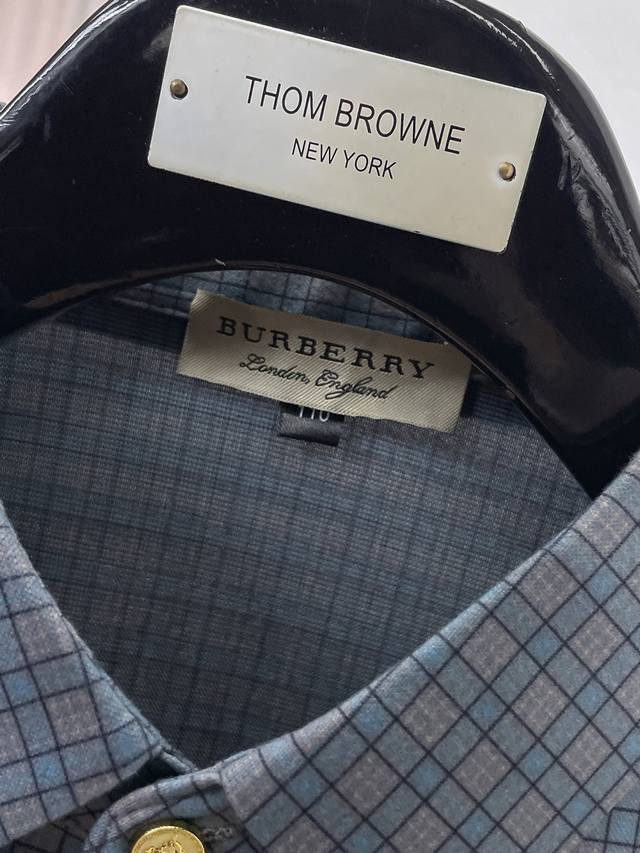 THOM BROWNE
NEW YORK
BURBERRY
London, England
110